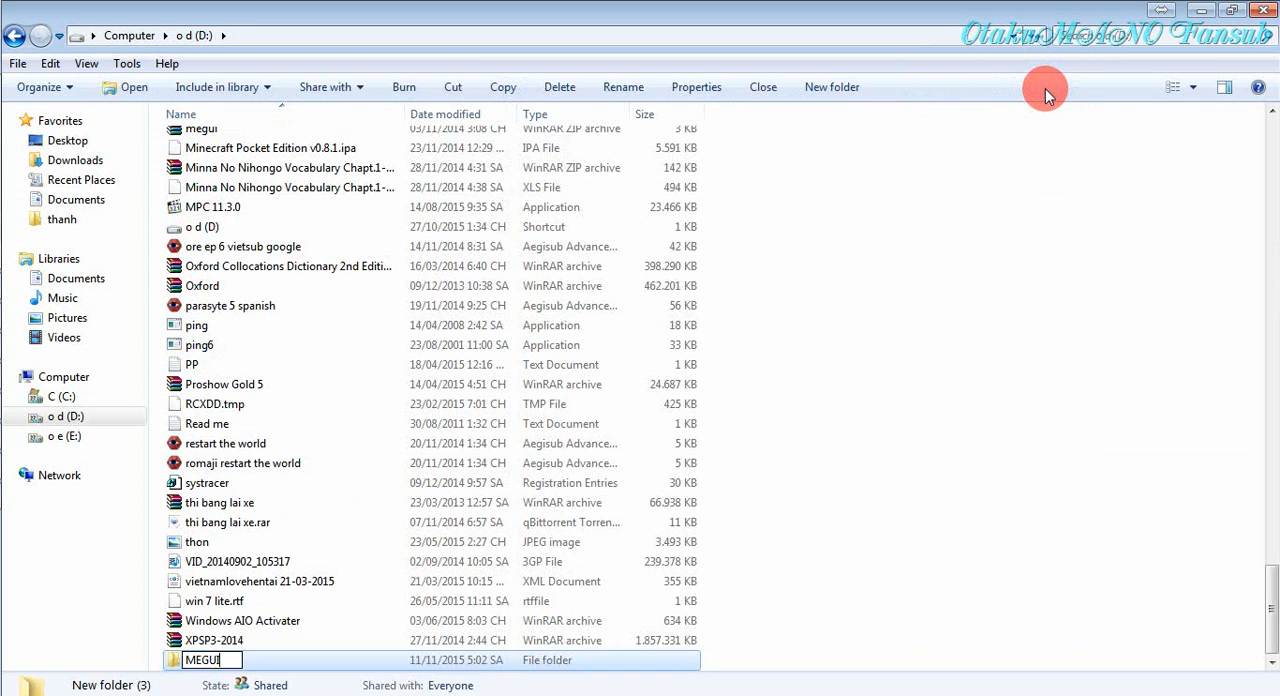 OtakuMAINO Fansub
Computer
o d (D:)
File Edit View Tools Help
Organize Open Include in library Share with Burn Cut Copy Delete Rename Properties Close New folder
Name Date modified Type Size
Favorites
Desktop
Downloads
Recent Places
Documents
thanh
Libraries
Documents
Music
Pictures
Videos
Computer
C (C:)
o d (D:)
o e (E:)
Network
megui 03/11/2014 3:08 CH WinRAR ZIP archive 3 KB
Minecraft Pocket Edition v0.8.1.ipa 23/11/2014 12:29 ... IPA File 5.591 KB
Minna No Nihongo Vocabulary Chapt.1-... 28/11/2014 4:31 SA WinRAR ZIP archive 142 KB
Minna No Nihongo Vocabulary Chapt.1-... 28/11/2014 4:38 SA XLS File 494 KB
MPC 11.3.0 14/08/2015 9:35 SA Application 23.466 KB
o d (D) 27/10/2015 1:34 CH Shortcut 1 KB
ore ep 6 vietsub google 14/11/2014 8:31 SA Aegisub Advance... 42 KB
Oxford Collocations Dictionary 2nd Editi... 16/03/2014 6:40 CH WinRAR archive 398.290 KB
Oxford 09/12/2013 10:38 SA WinRAR archive 462.201 KB
parasyte 5 spanish 19/11/2014 9:25 CH Aegisub Advance... 56 KB
ping 14/04/2008 2:42 SA Application 18 KB
ping6 23/08/2001 11:00 SA Application 33 KB
PP 18/04/2015 12:16 ... Text Document 1 KB
Proshow Gold 5 14/04/2015 4:51 CH WinRAR archive 24.687 KB
RCXDD.tmp 23/02/2015 7:01 CH TMP File 425 KB
Read me 30/08/2011 1:32 CH Text Document 1 KB
restart the world 20/11/2014 1:34 CH Aegisub Advance... 5 KB
romaji restart the world 20/11/2014 1:34 CH Aegisub Advance... 5 KB
systracer 09/12/2014 9:57 SA Registration Entries 30 KB
thi bang lai xe 23/03/2013 12:57 SA WinRAR archive 66.938 KB
thi bang lai xe.rar 07/11/2014 6:57 SA qBittorrent Torren... 11 KB
thon 23/05/2015 2:27 CH JPEG image 3.493 KB
VID_20140902_105317 02/09/2014 10:05 SA 3GP File 239.378 KB
vietnamlovehentai 21-03-2015 21/03/2015 10:15 ... XML Document 355 KB
win 7 lite.rtf 26/05/2015 11:11 SA rtffile 1 KB
Windows AIO Activater 03/06/2015 8:03 CH WinRAR archive 634 KB
XPSP3-2014 27/11/2014 2:44 CH WinRAR archive 1.857.331 KB
MEGUI 11/11/2015 5:02 SA File folder
New folder (3) State: Shared Shared with: Everyone